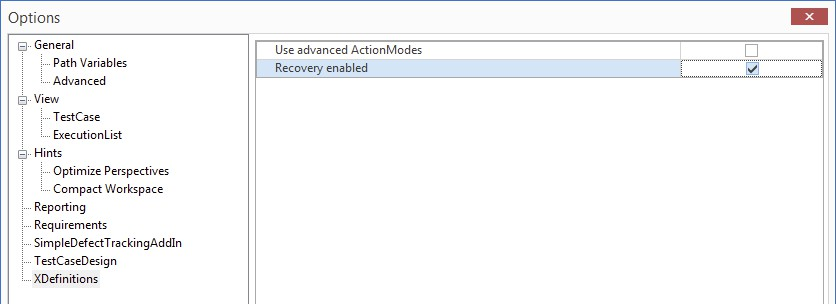 Options
General
Path Variables
Advanced
View
TestCase
ExecutionList
Hints
Optimize Perspectives
Compact Workspace
Reporting
Requirements
SimpleDefectTrackingAddIn
TestCaseDesign
XDefinitions
Use advanced ActionModes
Recovery enabled